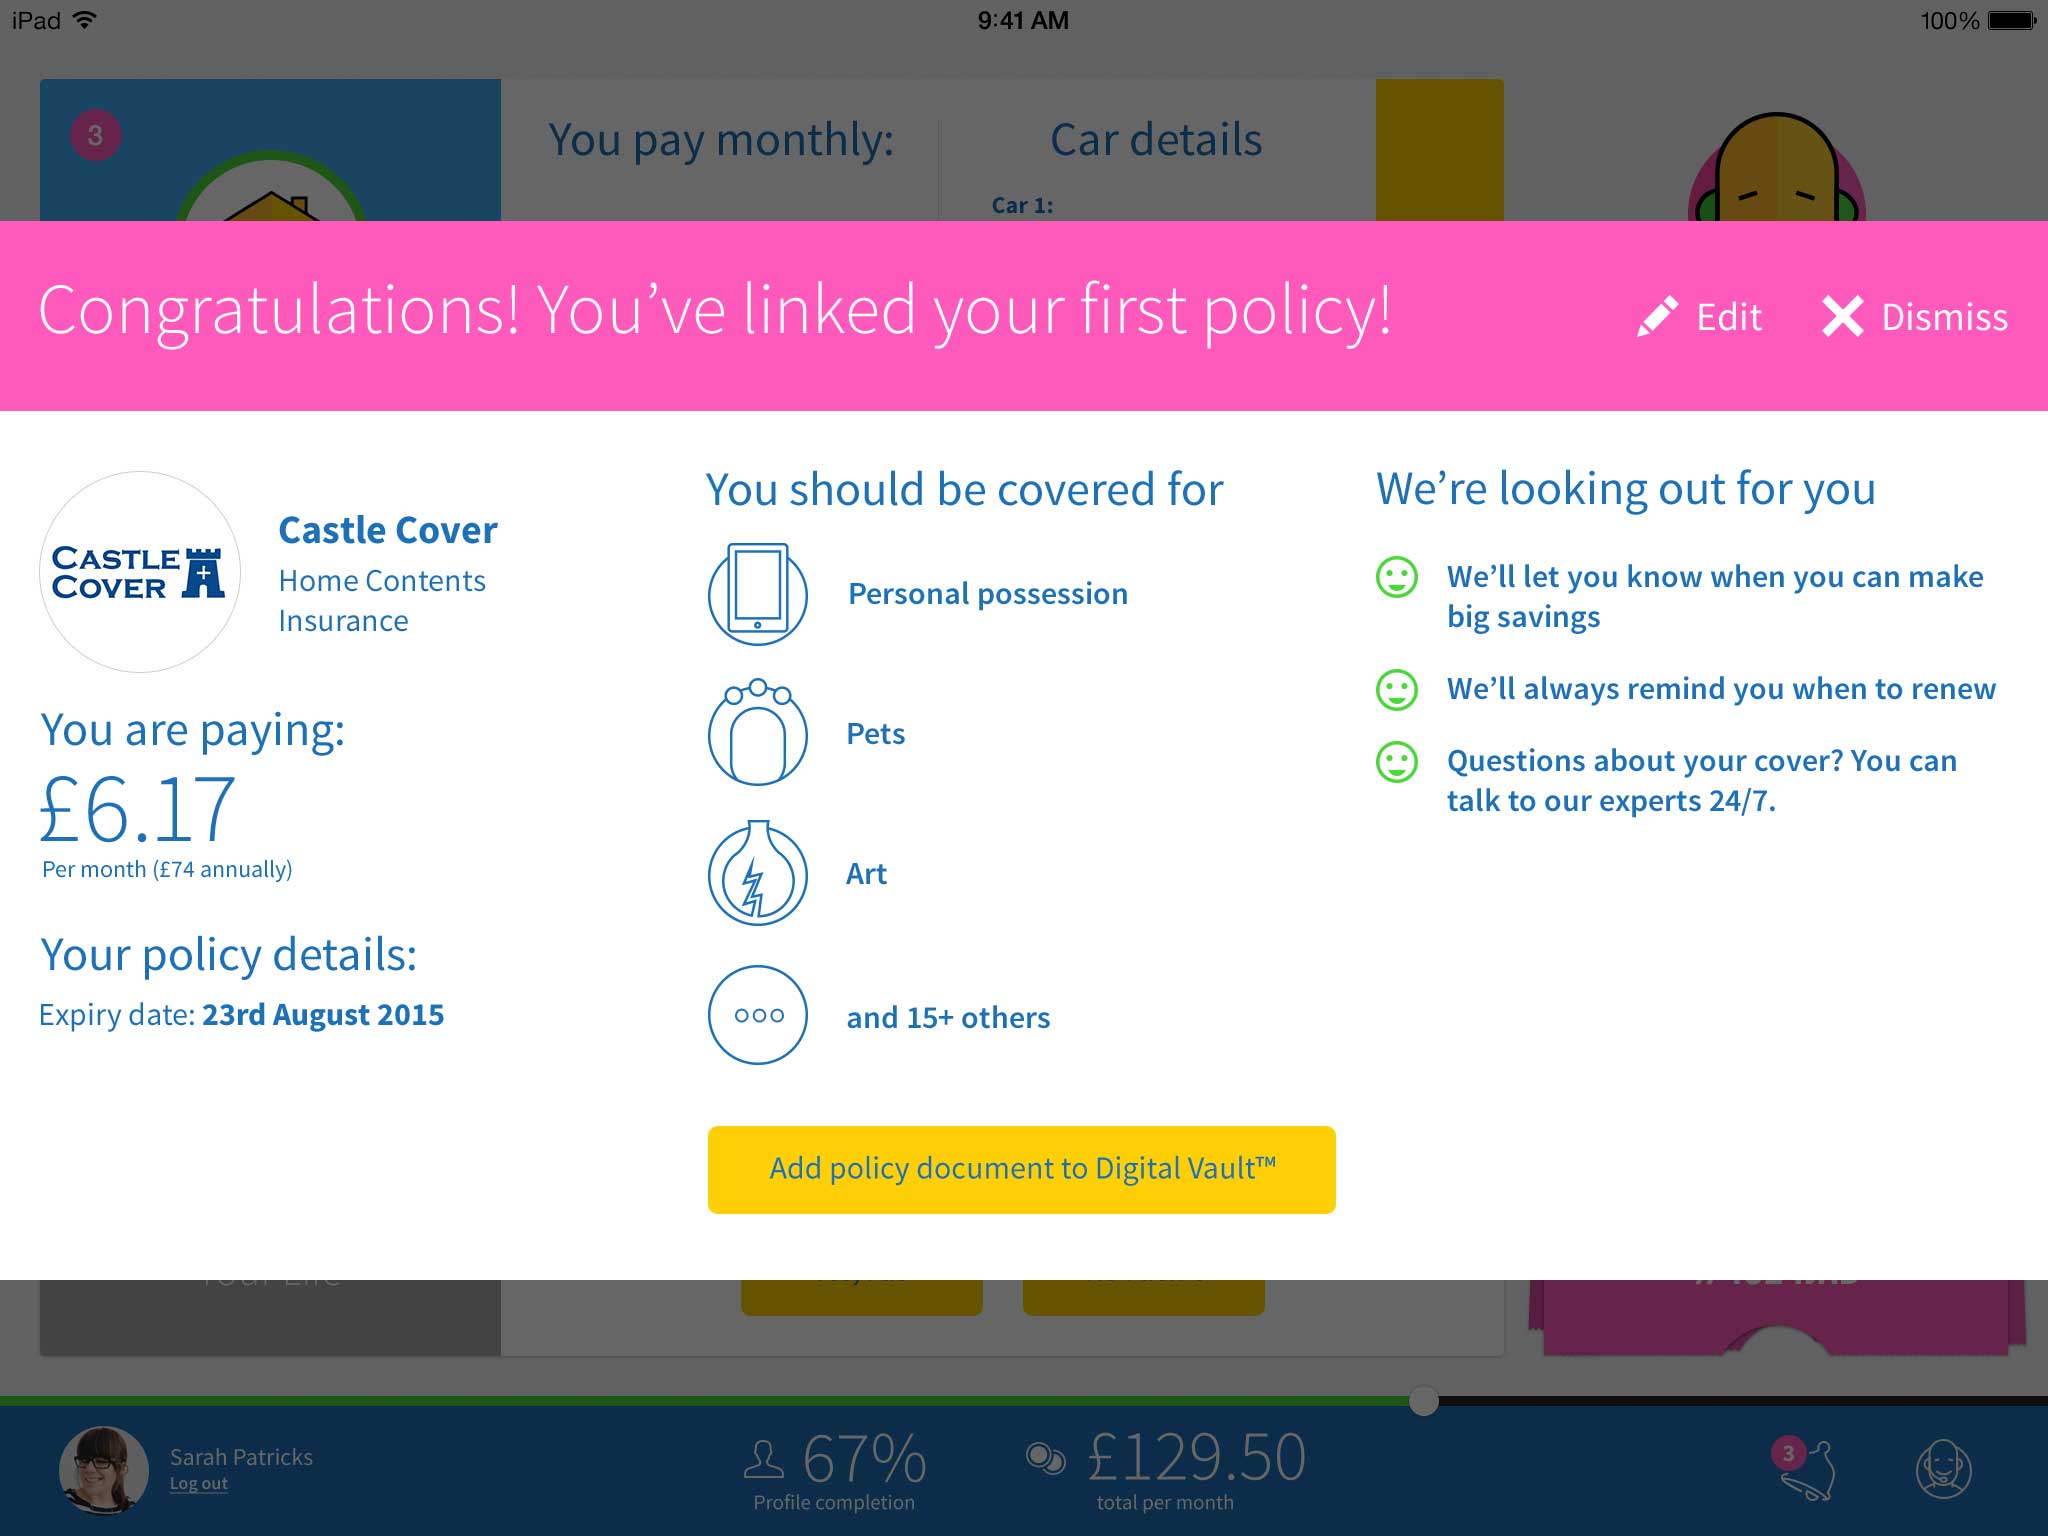 iPad
9:41 AM
100%
3
You pay monthly:
Car details
Car 1:
Congratulations! You’ve linked your first policy!
Edit
Dismiss
CASTLE
COVER
Castle Cover
Home Contents
Insurance
You are paying:
£6.17
Per month (£74 annually)
Your policy details:
Expiry date: 23rd August 2015
You should be covered for
Personal possession
Pets
Art
and 15+ others
Add policy document to Digital Vault™
We’re looking out for you
We’ll let you know when you can make
big savings
We’ll always remind you when to renew
Questions about your cover? You can
talk to our experts 24/7.
Your Life
Sarah Patricks
Log out
67%
Profile completion
£129.50
total per month
3